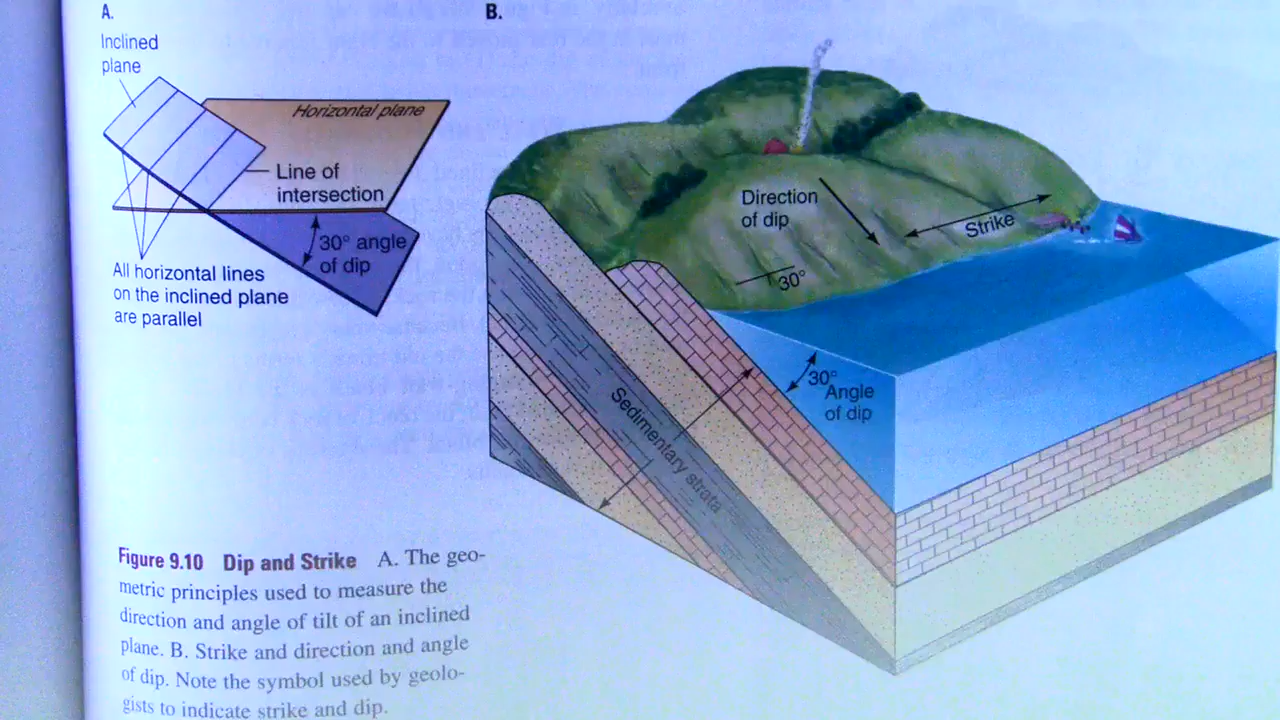 A.
Inclined
plane
Horizontal plane
Line of
intersection
30° angle
of dip
All horizontal lines
on the inclined plane
are parallel
B.
Direction
of dip
Strike
30°
30°
Angle
of dip
Sedimentary strata
Figure 9.10 Dip and Strike A. The geo-
metric principles used to measure the
direction and angle of tilt of an inclined
plane. B. Strike and direction and angle
of dip. Note the symbol used by geolo-
gists to indicate strike and dip.